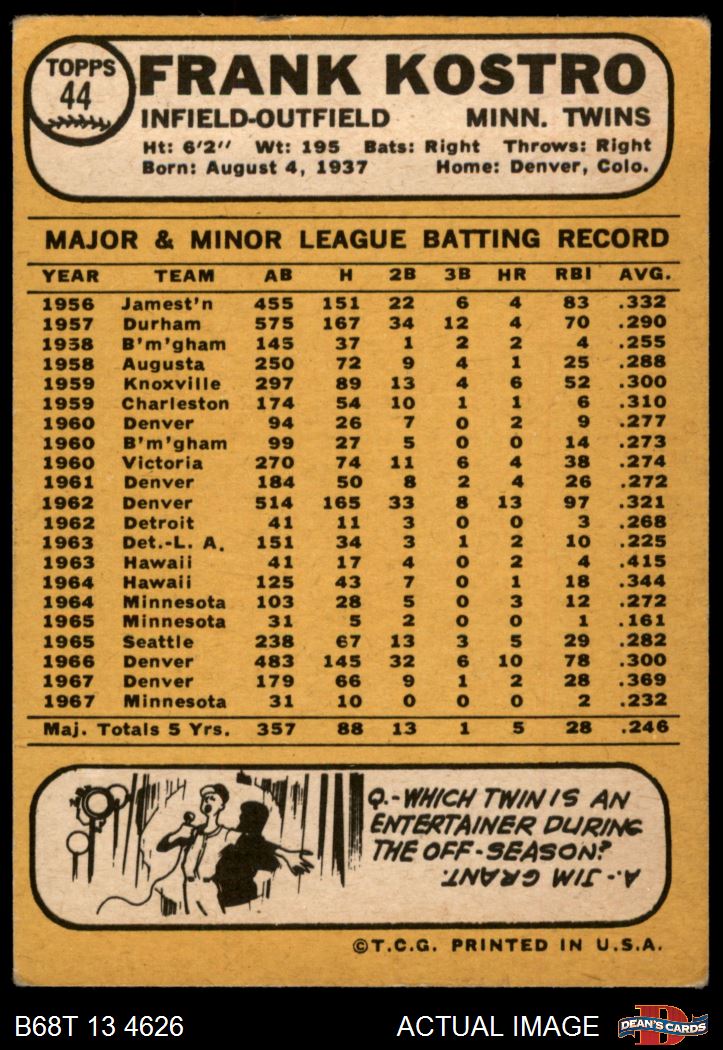 TOPPS
44
FRANK KOSTRO
INFIELD-OUTFIELD MINN. TWINS
Ht: 6'2" Wt: 195 Bats: Right Throws: Right
Born: August 4, 1937 Home: Denver, Colo.
MAJOR & MINOR LEAGUE BATTING RECORD
YEAR TEAM AB H 2B 3B HR RBI AVG.
1956 Jamest'n 455 151 22 6 4 83 .332
1957 Durham 575 167 34 12 4 70 .290
1958 B'm'gham 145 37 1 2 2 4 .255
1958 Augusta 250 72 9 4 1 25 .288
1959 Knoxville 297 89 13 4 6 52 .300
1959 Charleston 174 54 10 1 1 6 .310
1960 Denver 94 26 7 0 2 9 .277
1960 B'm'gham 99 27 5 0 0 14 .273
1960 Victoria 270 74 11 6 4 38 .274
1961 Denver 184 50 8 2 4 26 .272
1962 Denver 514 165 33 8 13 97 .321
1962 Detroit 41 11 3 0 0 3 .268
1963 Det.-L. A. 151 34 3 1 2 10 .225
1963 Hawaii 41 17 4 0 2 4 .415
1964 Hawaii 125 43 7 0 1 18 .344
1964 Minnesota 103 28 5 0 3 12 .272
1965 Minnesota 31 5 2 0 0 1 .161
1965 Seattle 238 67 13 3 5 29 .282
1966 Denver 483 145 32 6 10 78 .300
1967 Denver 179 66 9 1 2 28 .369
1967 Minnesota 31 10 0 0 0 2 .232
Maj. Totals 5 Yrs. 357 88 13 1 5 28 .246
Q.-WHICH TWIN IS AN
ENTERTAINER DURING
THE OFF-SEASON?
A.-JIM GRANT.
©T.C.G. PRINTED IN U.S.A.
B68T 13 4626 ACTUAL IMAGE
DEAN'S CARDS